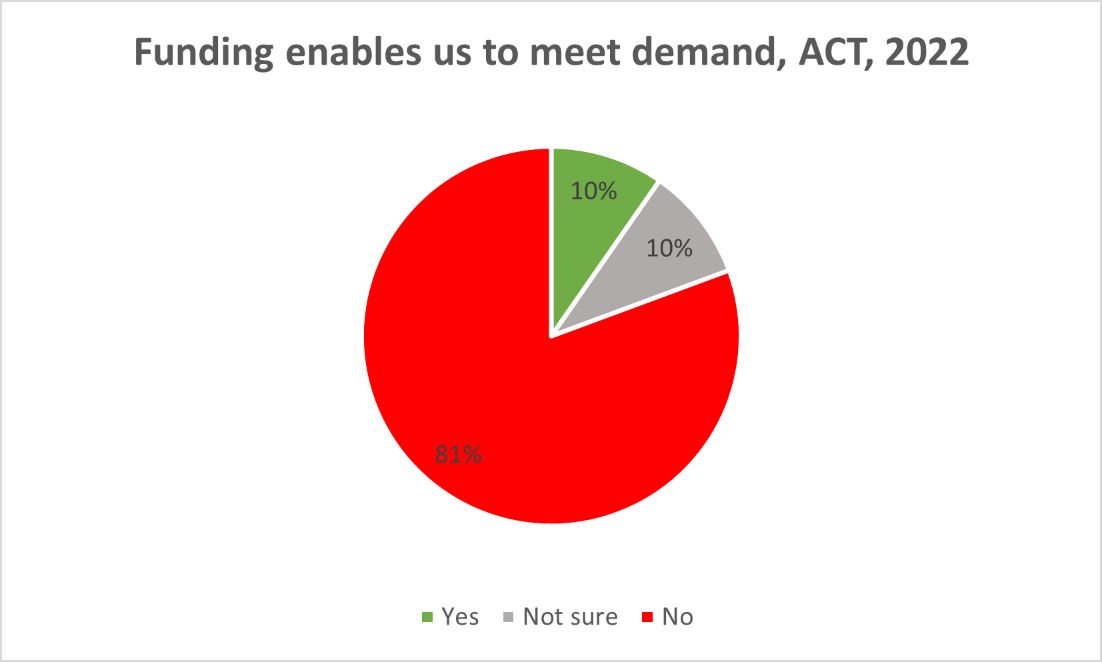 Funding enables us to meet demand, ACT, 2022
10%
10%
81%
Yes Not sure No